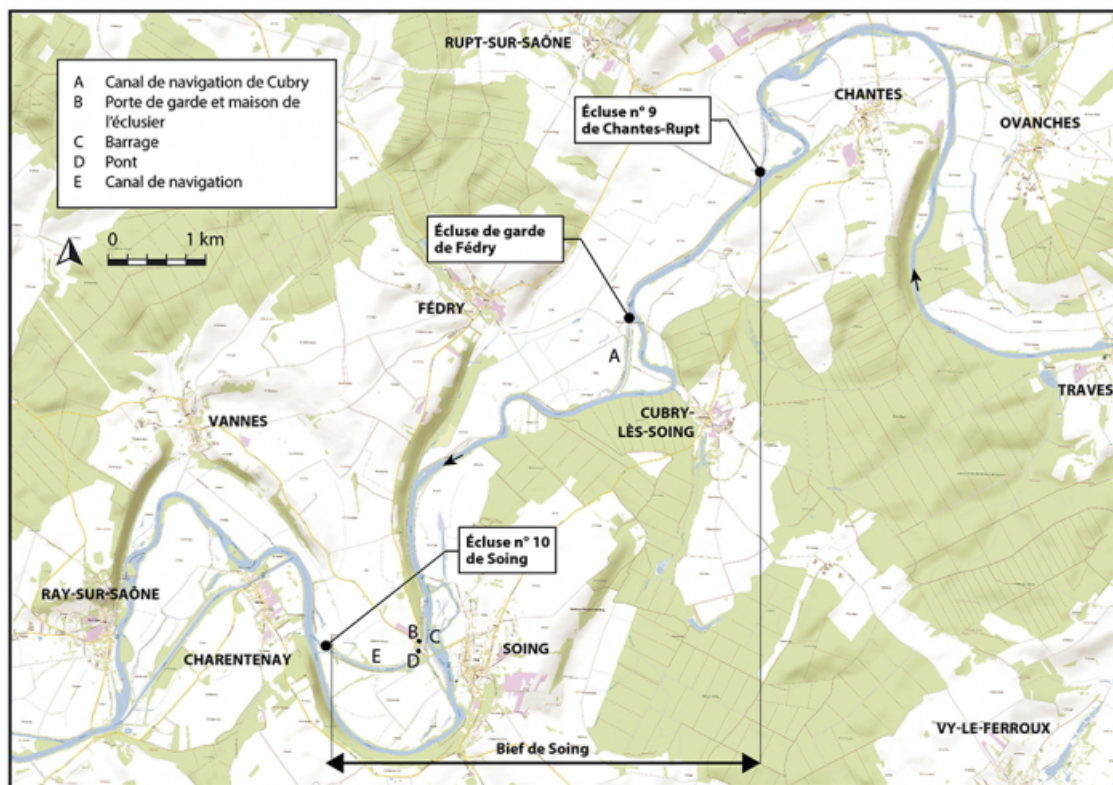 A Canal de navigation de Cubry
B Porte de garde et maison de
l'éclusier
C Barrage
D Pont
E Canal de navigation
0 1 km
RUPT-SUR-SAÔNE
Écluse n° 9
de Chantes-Rupt
CHANTES
OVANCHES
Écluse de garde
de Fédry
FÉDRY
A
TRAVES
VANNES
CUBRY-
LÈS-SOING
Écluse n° 10
de Soing
RAY-SUR-SAÔNE
B
C
D
E
SOING
CHARENTENAY
VY-LE-FERROUX
Bief de Soing